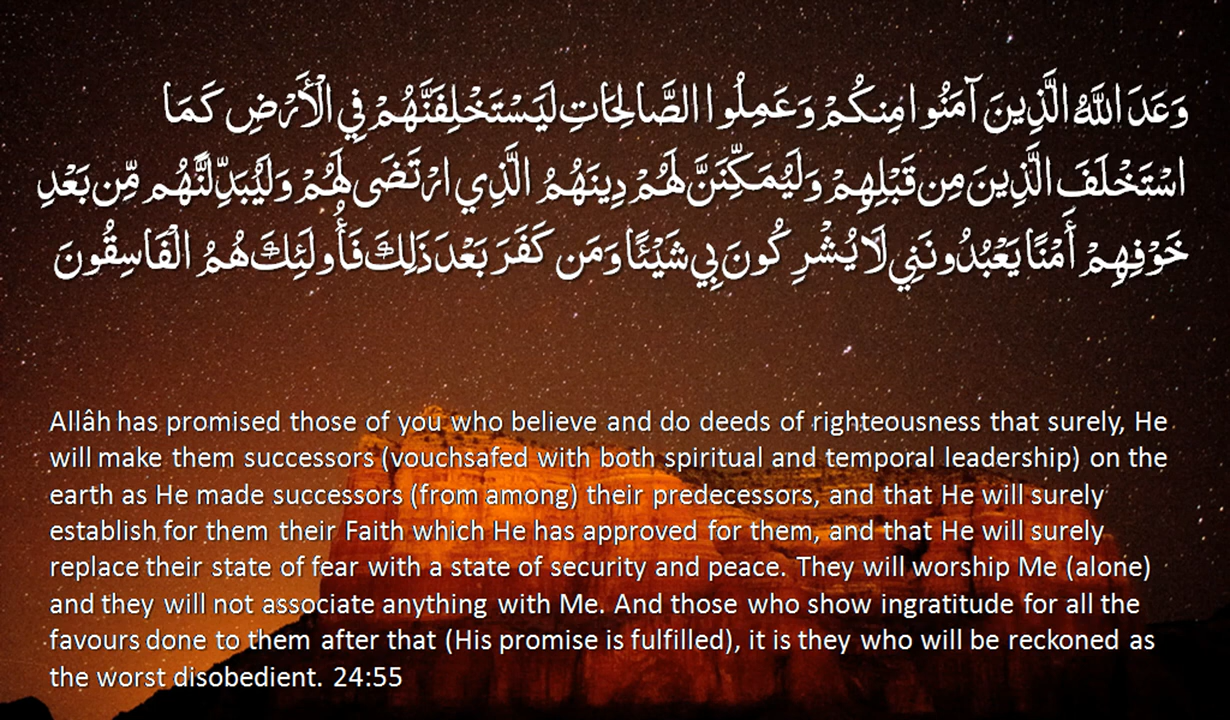 وَعَدَ اللَّهُ الَّذِينَ آمَنُوا مِنكُمْ وَعَمِلُوا الصَّالِحَاتِ لَيَسْتَخْلِفَنَّهُمْ فِي الْأَرْضِ كَمَا
اسْتَخْلَفَ الَّذِينَ مِن قَبْلِهِمْ وَلَيُمَكِّنَنَّ لَهُمْ دِينَهُمُ الَّذِي ارْتَضَى لَهُمْ وَلَيُبَدِّلَنَّهُم مِّن بَعْدِ
خَوْفِهِمْ أَمْنًا يَعْبُدُونَنِي لَا يُشْرِكُونَ بِي شَيْئًا وَمَن كَفَرَ بَعْدَ ذَلِكَ فَأُولَئِكَ هُمُ الْفَاسِقُونَ
Allâh has promised those of you who believe and do deeds of righteousness that surely, He
will make them successors (vouchsafed with both spiritual and temporal leadership) on the
earth as He made successors (from among) their predecessors, and that He will surely
establish for them their Faith which He has approved for them, and that He will surely
replace their state of fear with a state of security and peace. They will worship Me (alone)
and they will not associate anything with Me. And those who show ingratitude for all the
favours done to them after that (His promise is fulfilled), it is they who will be reckoned as
the worst disobedient. 24:55